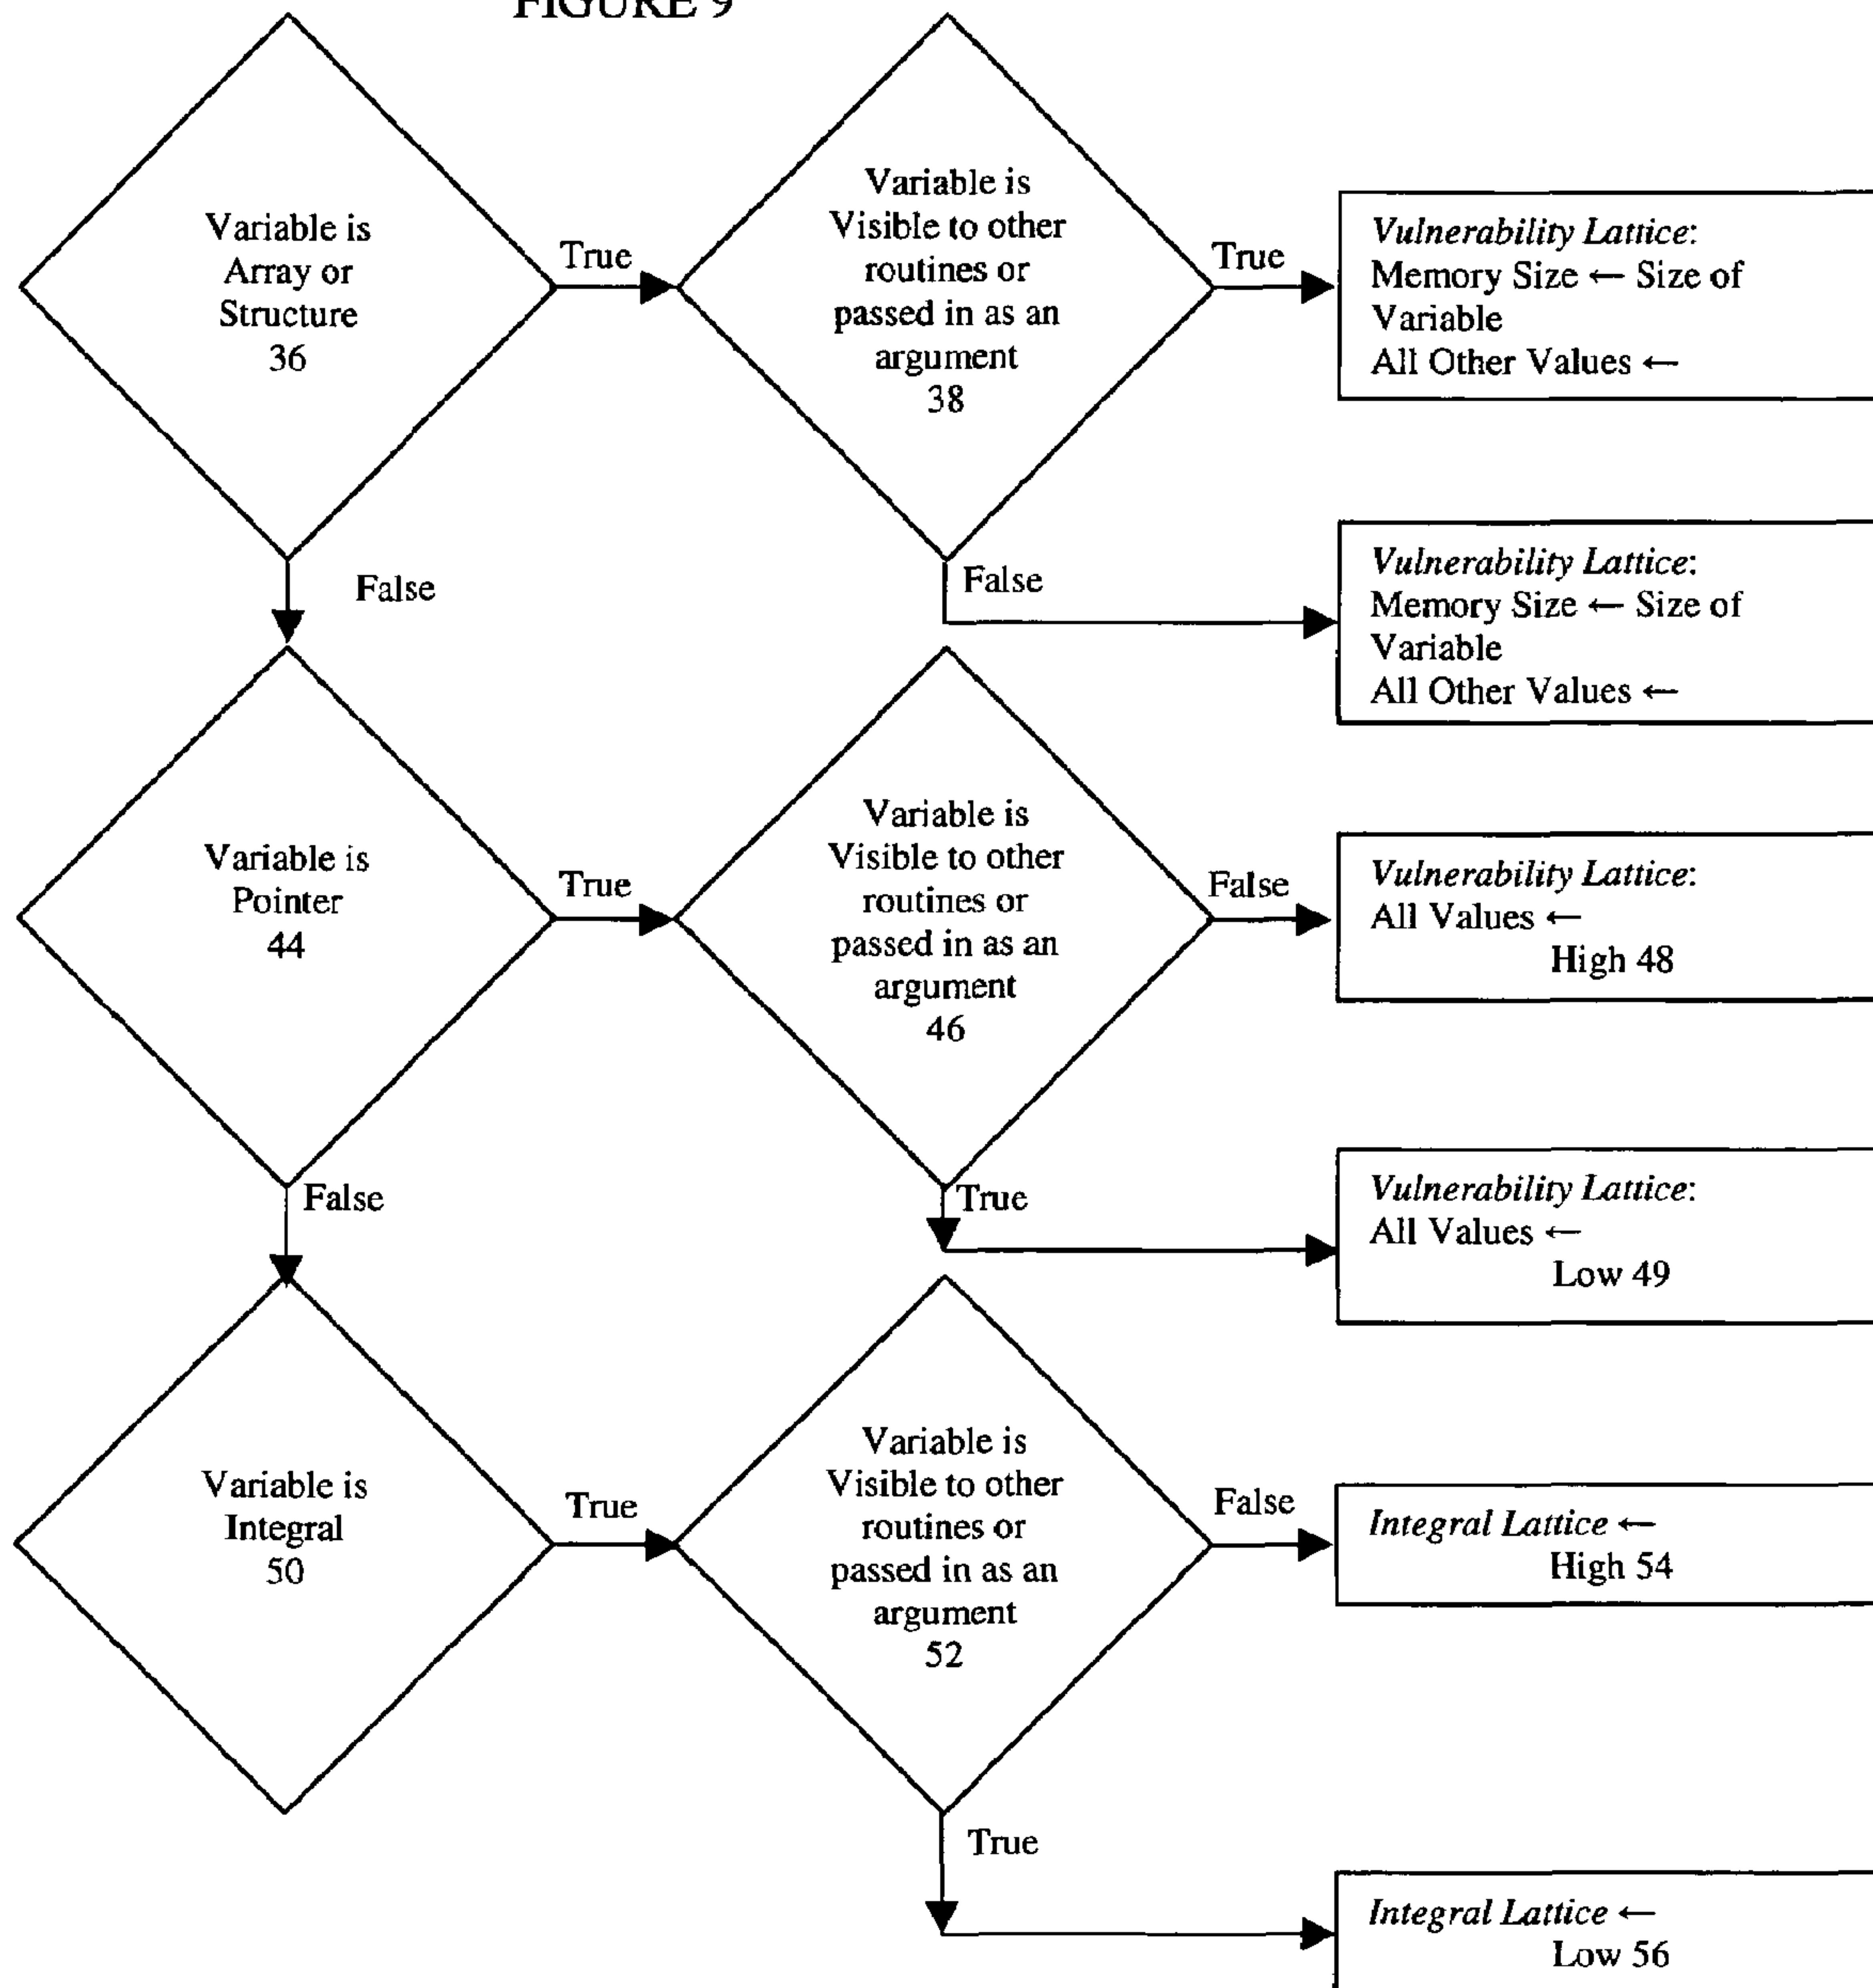 FIGURE 9
Variable is
Array or
Structure
36
True
Variable is
Visible to other
routines or
passed in as an
argument
38
True
Vulnerability Lattice:
Memory Size ← Size of
Variable
All Other Values ←
False
False
Vulnerability Lattice:
Memory Size ← Size of
Variable
All Other Values ←
Variable is
Pointer
44
True
Variable is
Visible to other
routines or
passed in as an
argument
46
False
Vulnerability Lattice:
All Values ←
High 48
False
True
Vulnerability Lattice:
All Values ←
Low 49
Variable is
Integral
50
True
Variable is
Visible to other
routines or
passed in as an
argument
52
False
Integral Lattice ←
High 54
True
Integral Lattice ←
Low 56